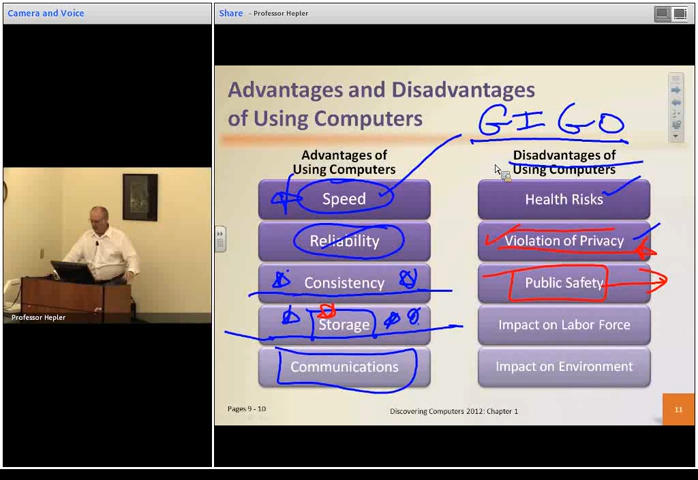 Camera and Voice
Share - Professor Hepler
Advantages and Disadvantages
of Using Computers
GIGO
Advantages of
Using Computers
Disadvantages of
Using Computers
Speed
Health Risks
Reliability
Violation of Privacy
Consistency
Public Safety
Storage
Impact on Labor Force
Communications
Impact on Environment
Professor Hepler
Pages 9 - 10
Discovering Computers 2012: Chapter 1
11